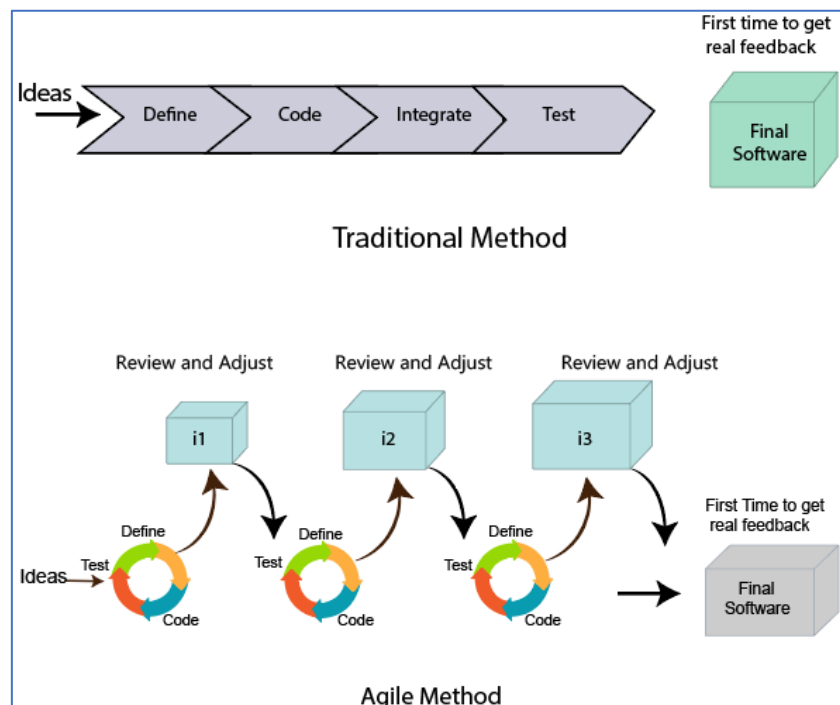 First time to get
real feedback
Ideas
Define
Code
Integrate
Test
Final
Software
Traditional Method
Review and Adjust
Review and Adjust
Review and Adjust
i1
i2
i3
First Time to get
real feedback
Ideas
Test
Define
Code
Test
Define
Code
Test
Define
Code
Final
Software
Agile Method